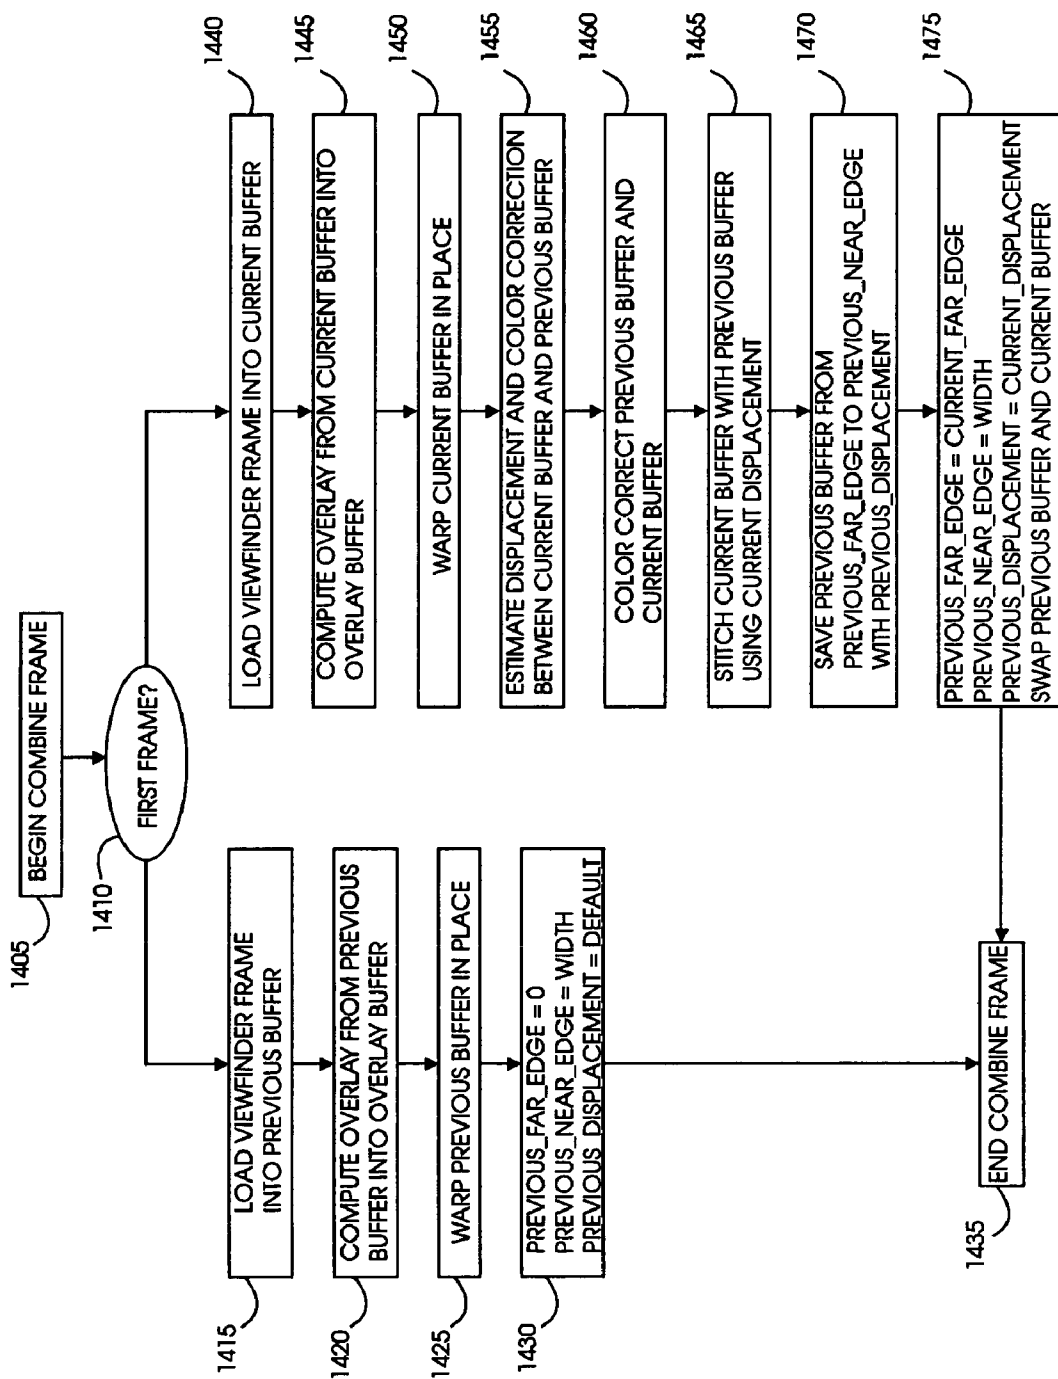 1405
BEGIN COMBINE FRAME
1410
FIRST FRAME?
1415
LOAD VIEWFINDER FRAME
INTO PREVIOUS BUFFER
1420
COMPUTE OVERLAY FROM PREVIOUS
BUFFER INTO OVERLAY BUFFER
1425
WARP PREVIOUS BUFFER IN PLACE
1430
PREVIOUS_FAR_EDGE = 0
PREVIOUS_NEAR_EDGE = WIDTH
PREVIOUS_DISPLACEMENT = DEFAULT
1435
END COMBINE FRAME
1440
LOAD VIEWFINDER FRAME INTO CURRENT BUFFER
1445
COMPUTE OVERLAY FROM CURRENT BUFFER INTO
OVERLAY BUFFER
1450
WARP CURRENT BUFFER IN PLACE
1455
ESTIMATE DISPLACEMENT AND COLOR CORRECTION
BETWEEN CURRENT BUFFER AND PREVIOUS BUFFER
1460
COLOR CORRECT PREVIOUS BUFFER AND
CURRENT BUFFER
1465
STITCH CURRENT BUFFER WITH PREVIOUS BUFFER
USING CURRENT DISPLACEMENT
1470
SAVE PREVIOUS BUFFER FROM
PREVIOUS_FAR_EDGE TO PREVIOUS_NEAR_EDGE
WITH PREVIOUS_DISPLACEMENT
1475
PREVIOUS_FAR_EDGE = CURRENT_FAR_EDGE
PREVIOUS_NEAR_EDGE = WIDTH
PREVIOUS_DISPLACEMENT = CURRENT_DISPLACEMENT
SWAP PREVIOUS BUFFER AND CURRENT BUFFER